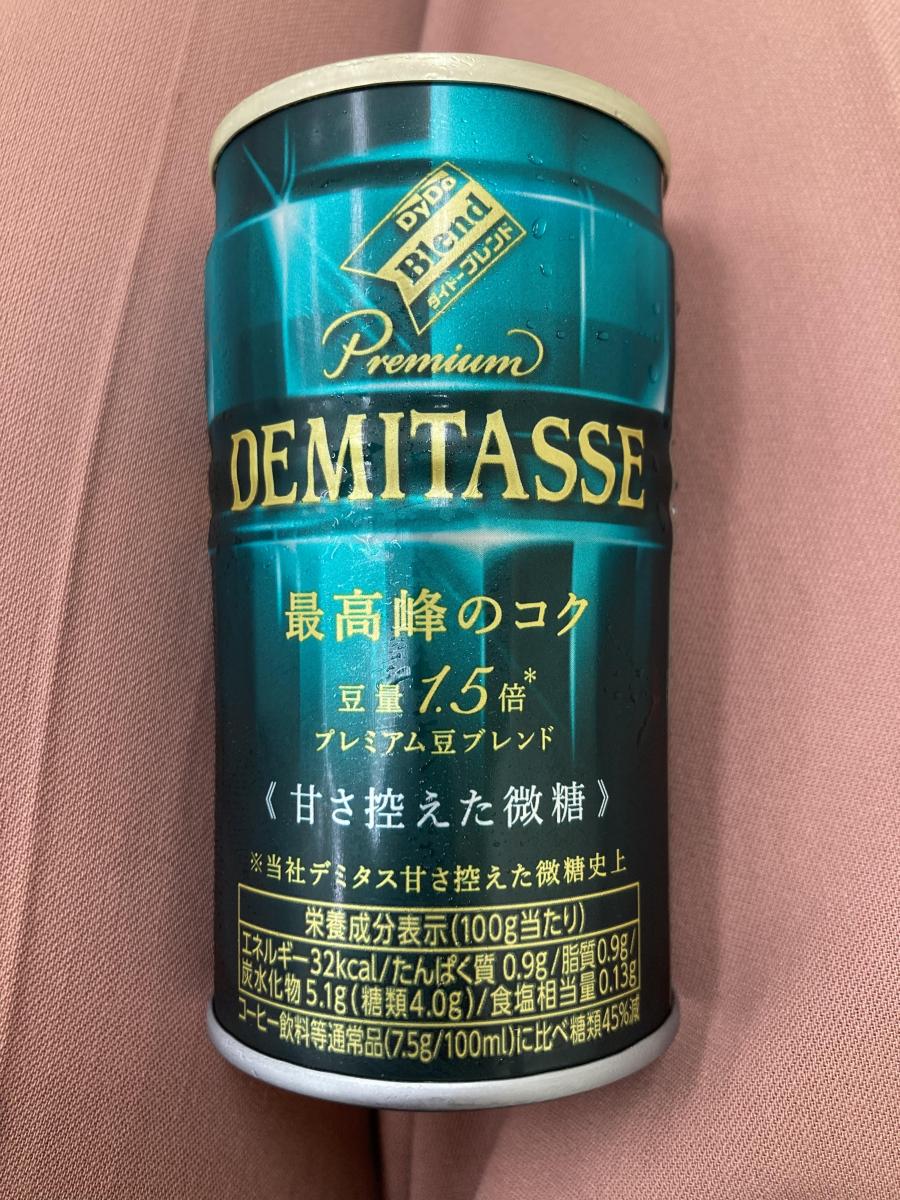 DyDo
Blend
ダイドーブレンド
Premium
DEMITASSE
最高峰のコク
豆量1.5倍*
プレミアム豆ブレンド
《甘さ控えた微糖》
※当社デミタス甘さ控えた微糖史上
栄養成分表示(100g当たり)
エネルギー32kcal/たんぱく質 0.9g/脂質0.9g/
炭水化物 5.1g(糖類4.0g)/食塩相当量0.13g
コーヒー飲料等通常品(7.5g/100ml)に比べ糖類45%減